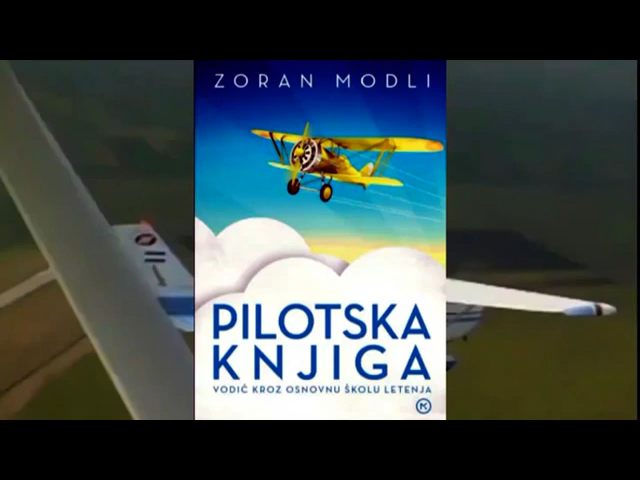 ZORAN MODLI
PILOTSKA
KNJIGA
VODIČ KROZ OSNOVNU ŠKOLU LETENJA
M